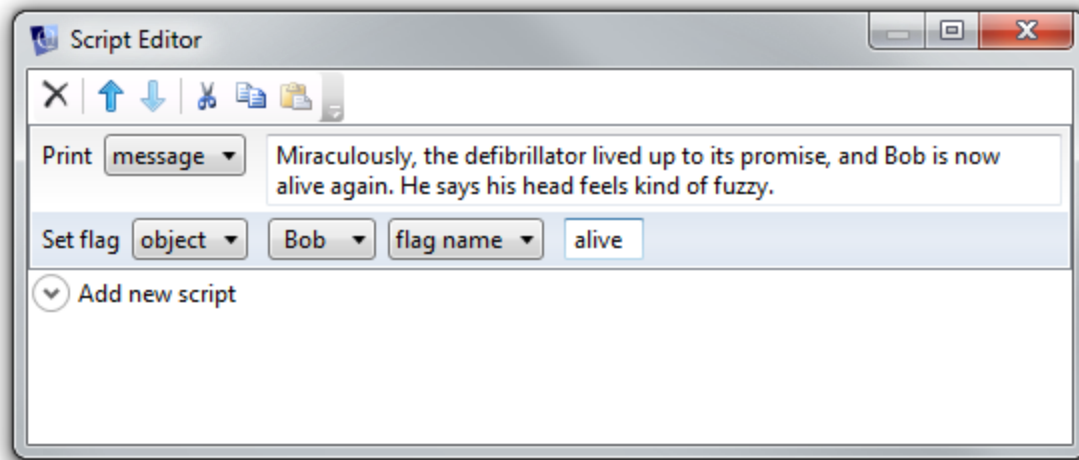 Script Editor
Print message Miraculously, the defibrillator lived up to its promise, and Bob is now
alive again. He says his head feels kind of fuzzy.
Set flag object Bob flag name alive
Add new script